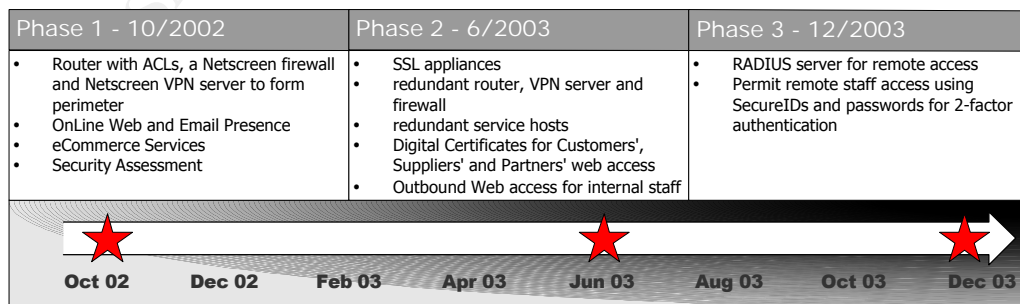 Phase 1 - 10/2002
• Router with ACLs, a Netscreen firewall
and Netscreen VPN server to form
perimeter
• OnLine Web and Email Presence
• eCommerce Services
• Security Assessment
Phase 2 - 6/2003
• SSL appliances
• redundant router, VPN server and
firewall
• redundant service hosts
• Digital Certificates for Customers',
Suppliers' and Partners' web access
• Outbound Web access for internal staff
Phase 3 - 12/2003
• RADIUS server for remote access
• Permit remote staff access using
SecureIDs and passwords for 2-factor
authentication
Oct 02 Dec 02 Feb 03 Apr 03 Jun 03 Aug 03 Oct 03 Dec 03